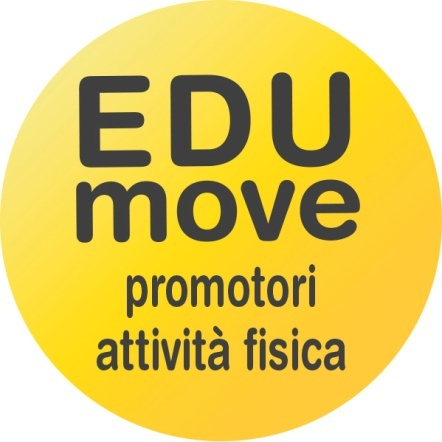 EDU
move
promotori
attività fisica